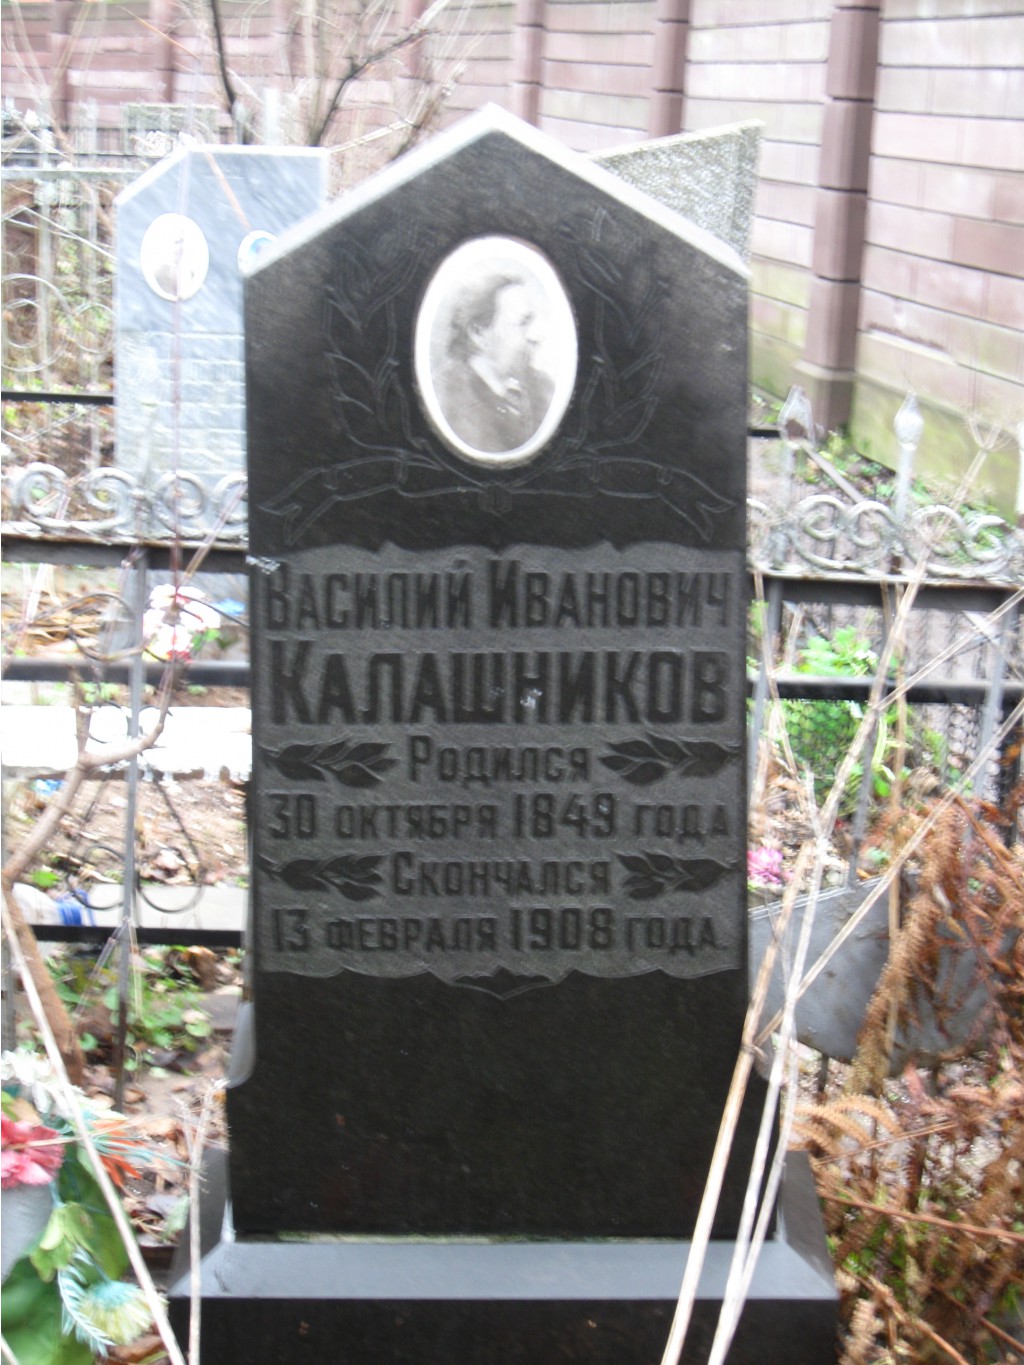 Василий Иванович
Калашников
Родился
30 октября 1849 года
Скончался
13 февраля 1908 года.